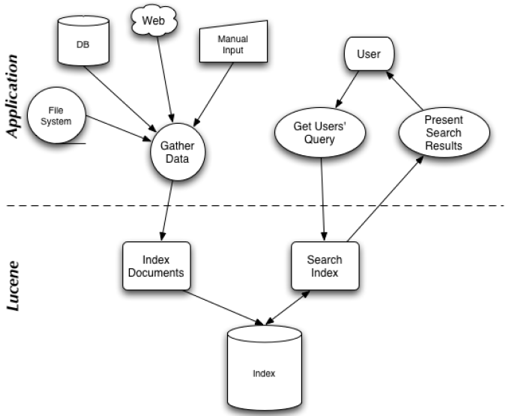 Application
Web
DB
Manual
Input
User
File
System
Gather
Data
Get Users'
Query
Present
Search
Results
Lucene
Index
Documents
Search
Index
Index